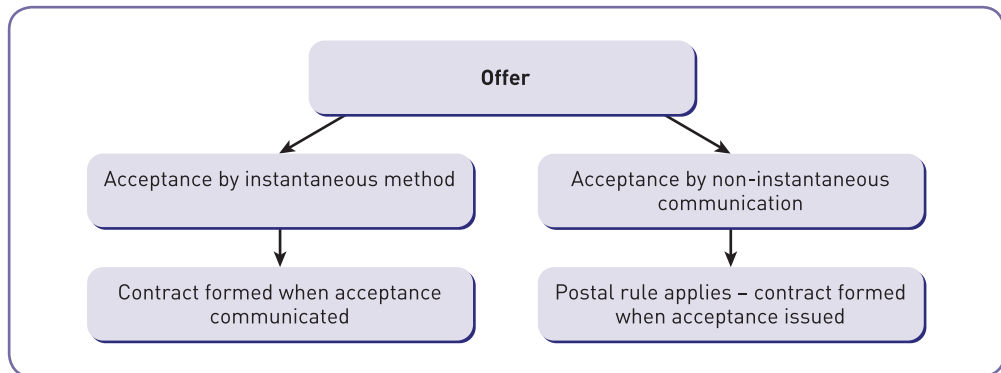 Offer
Acceptance by instantaneous method
Acceptance by non-instantaneous
communication
Contract formed when acceptance
communicated
Postal rule applies – contract formed
when acceptance issued